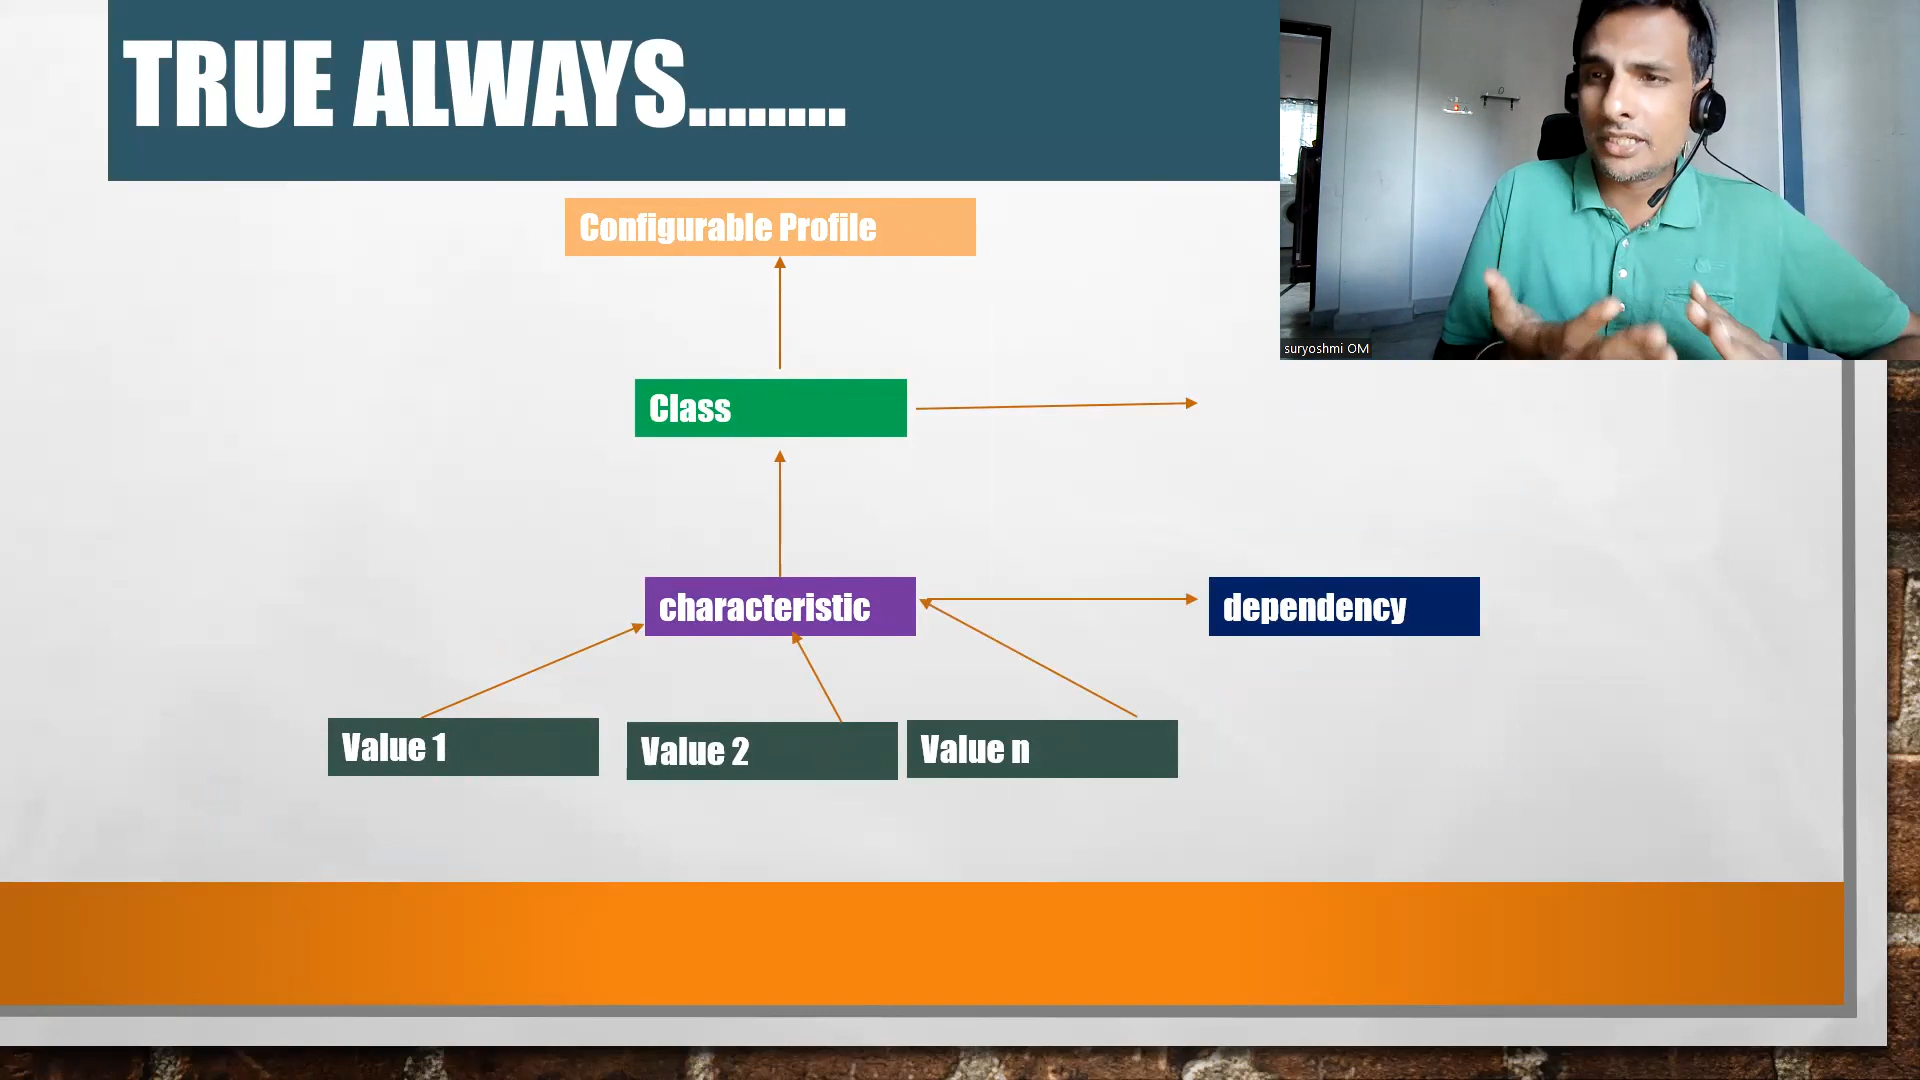 TRUE ALWAYS........
Configurable Profile
suryoshmi OM
Class
characteristic
dependency
Value 1
Value 2
Value n